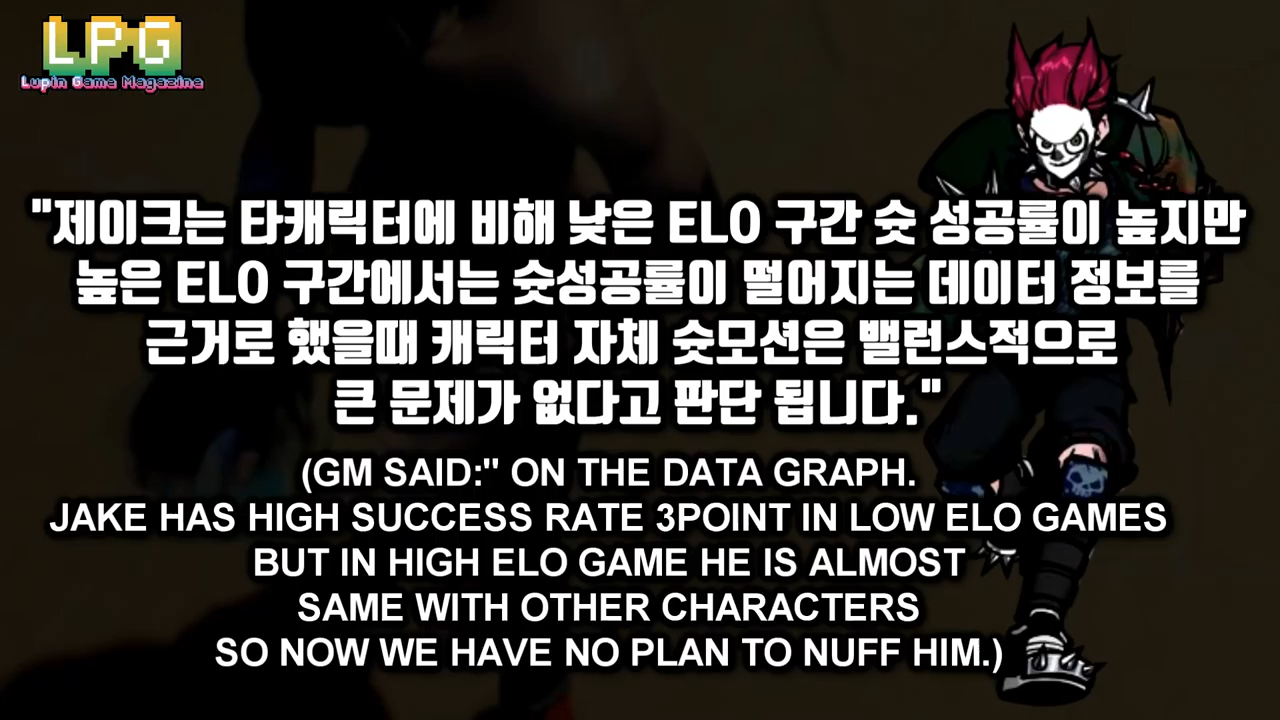 LPG
Lupin Game Magazine
"제이크는 타캐릭터에 비해 낮은 ELO 구간 슛 성공률이 높지만
높은 ELO 구간에서는 슛성공률이 떨어지는 데이터 정보를
근거로 했을때 캐릭터 자체 슛모션은 밸런스적으로
큰 문제가 없다고 판단 됩니다."
(GM SAID:" ON THE DATA GRAPH.
JAKE HAS HIGH SUCCESS RATE 3POINT IN LOW ELO GAMES
BUT IN HIGH ELO GAME HE IS ALMOST
SAME WITH OTHER CHARACTERS
SO NOW WE HAVE NO PLAN TO NUFF HIM.)